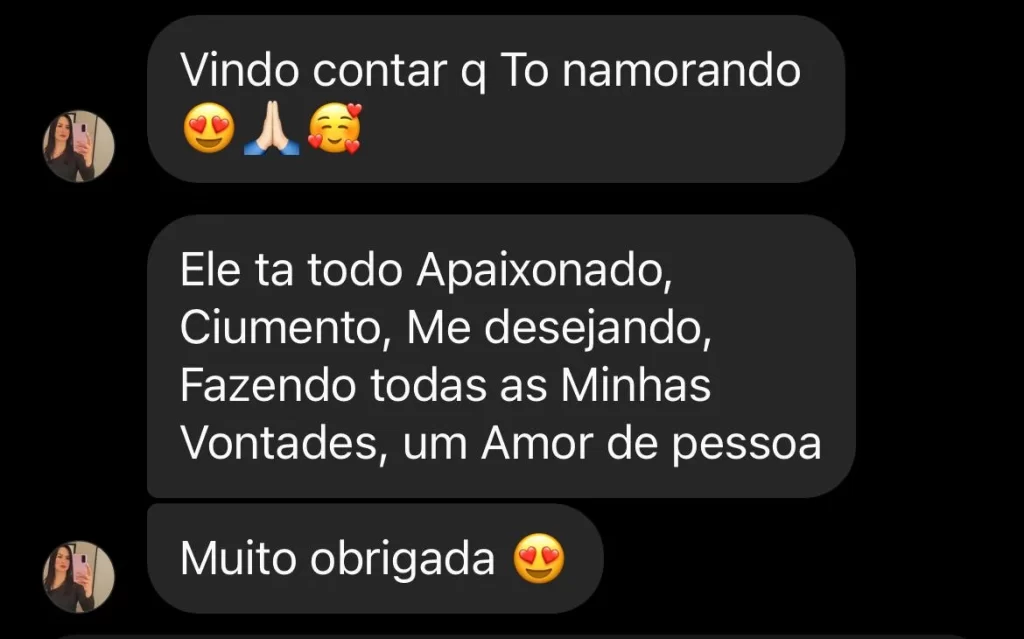 Vindo contar q To namorando
😍🙏🏻🥰
Ele ta todo Apaixonado,
Ciumento, Me desejando,
Fazendo todas as Minhas
Vontades, um Amor de pessoa
Muito obrigada 😍